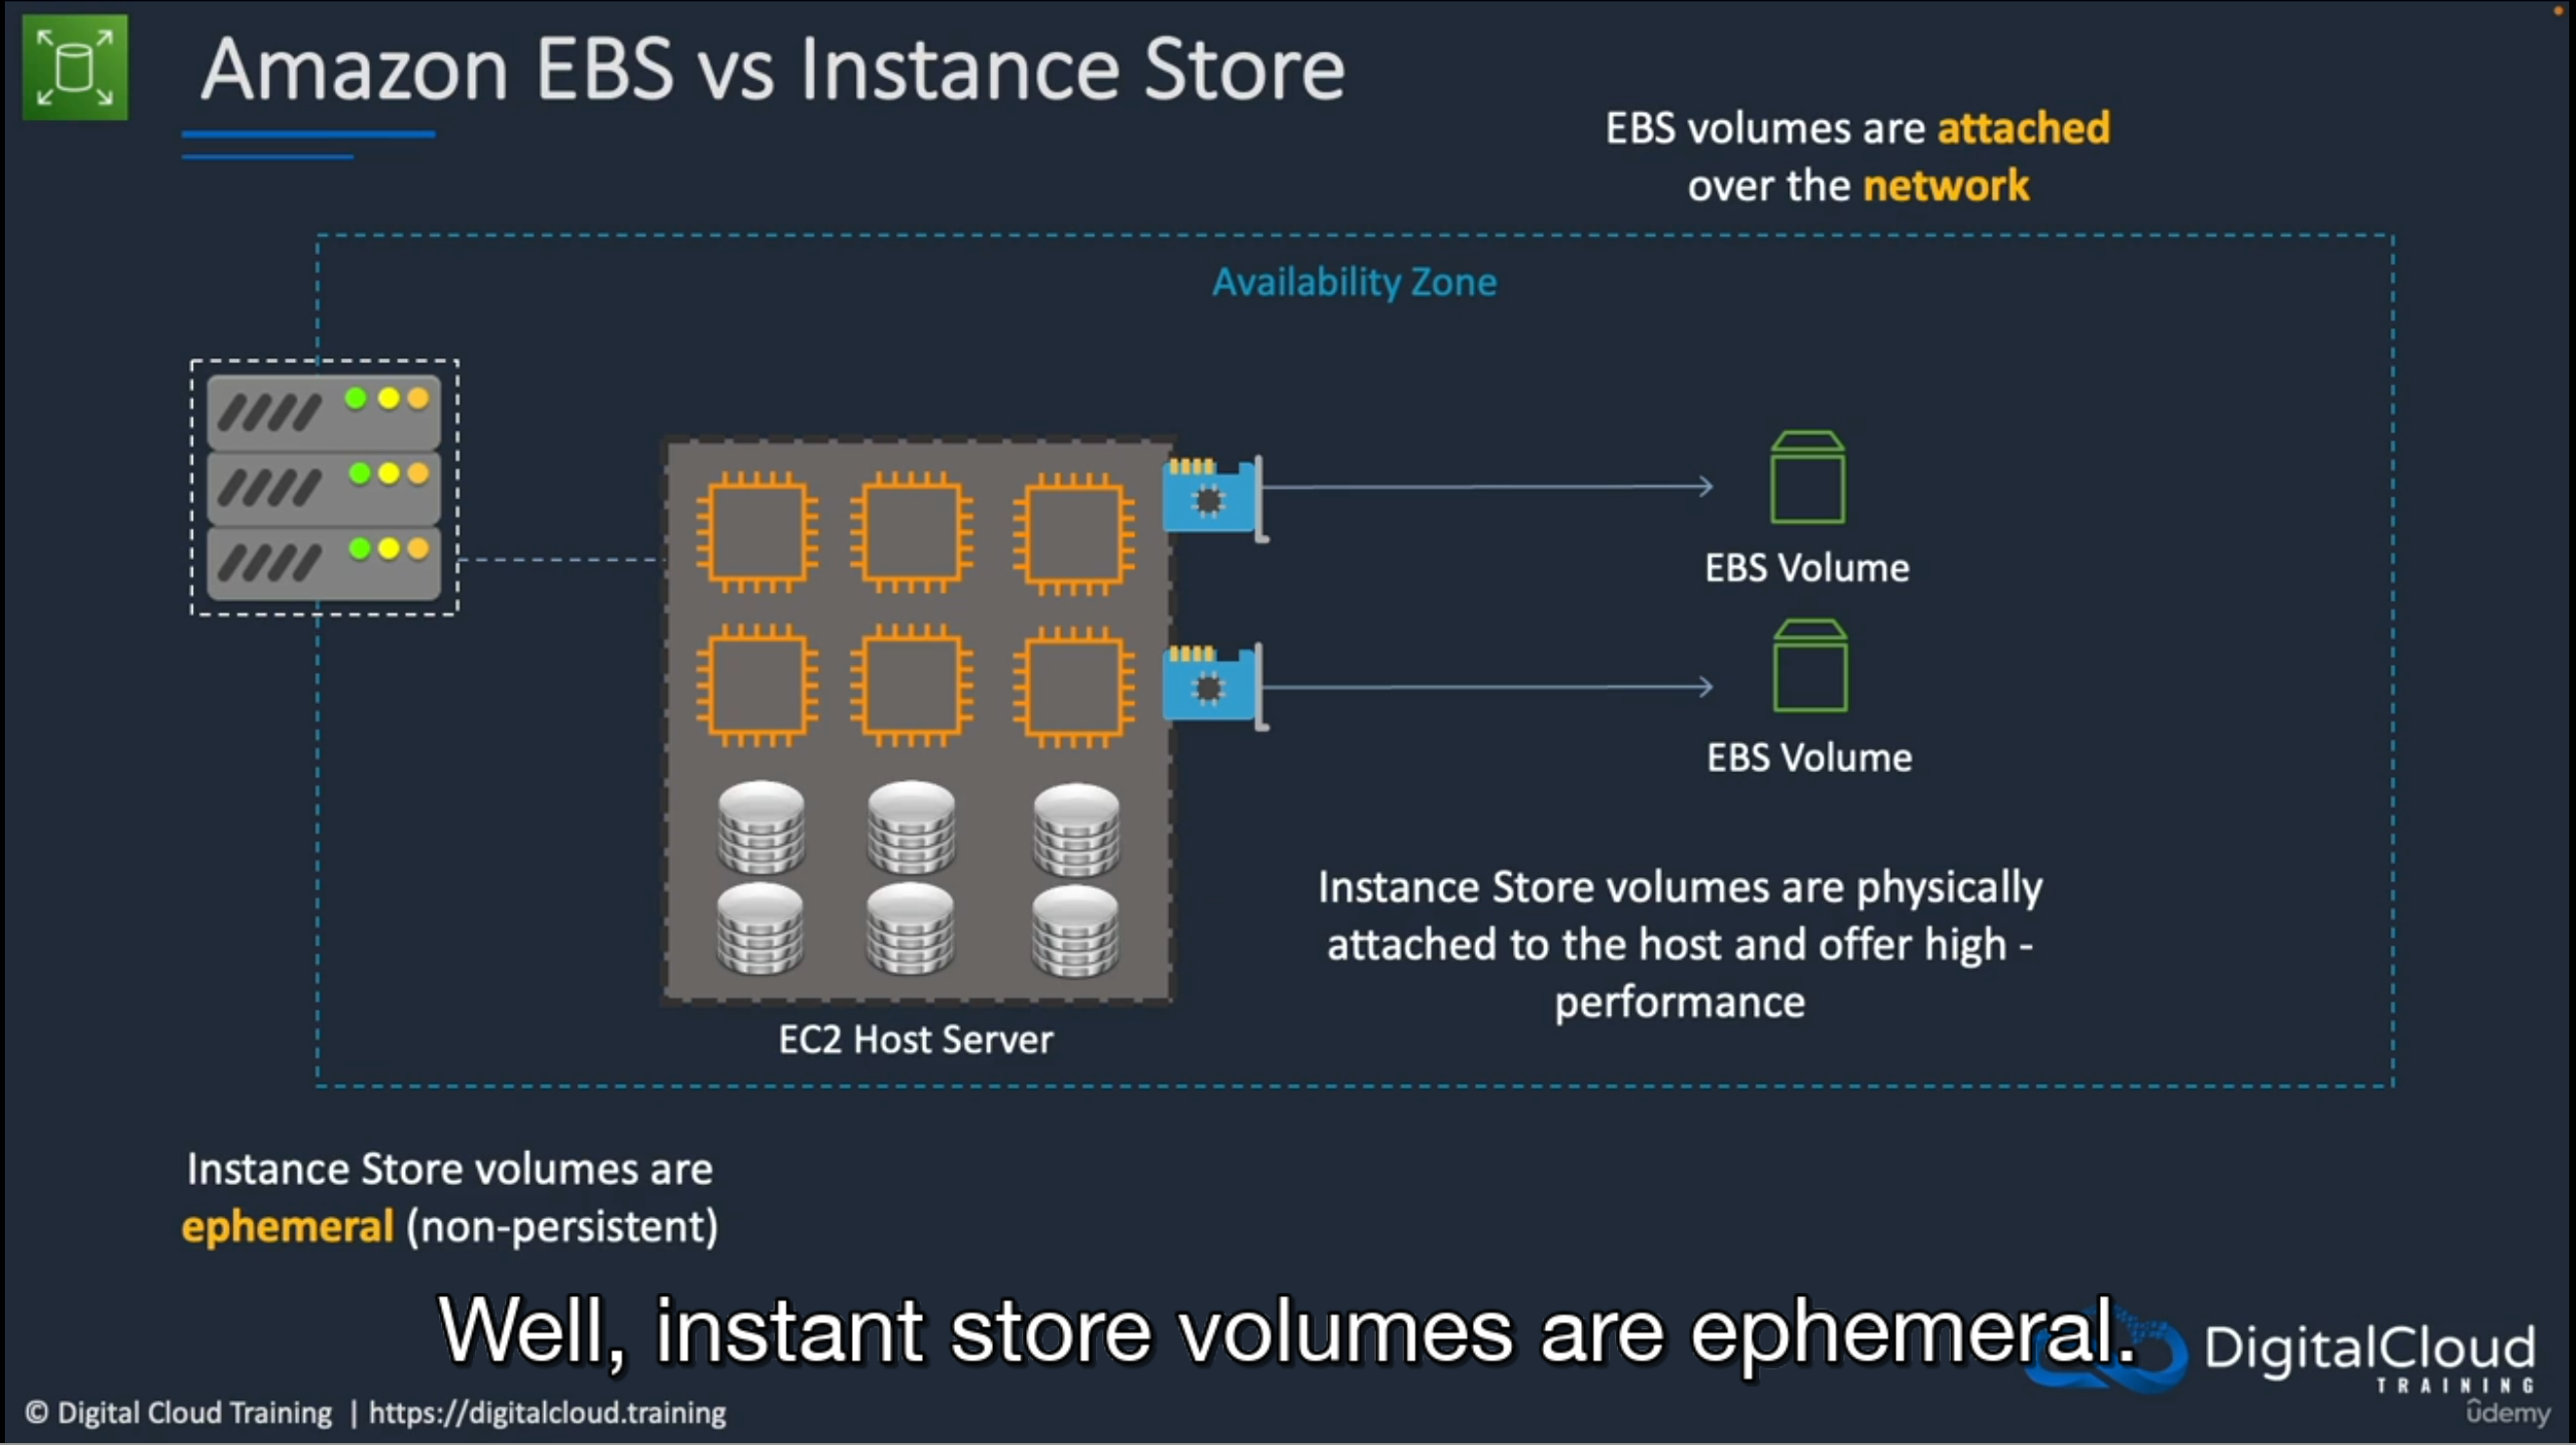 Amazon EBS vs Instance Store
EBS volumes are attached
over the network
Availability Zone
EBS Volume
EBS Volume
Instance Store volumes are physically
attached to the host and offer high -
performance
EC2 Host Server
Instance Store volumes are
ephemeral (non-persistent)
Well, instant store volumes are ephemeral.
DigitalCloud
TRAINING
© Digital Cloud Training | https://digitalcloud.training
ûdemy